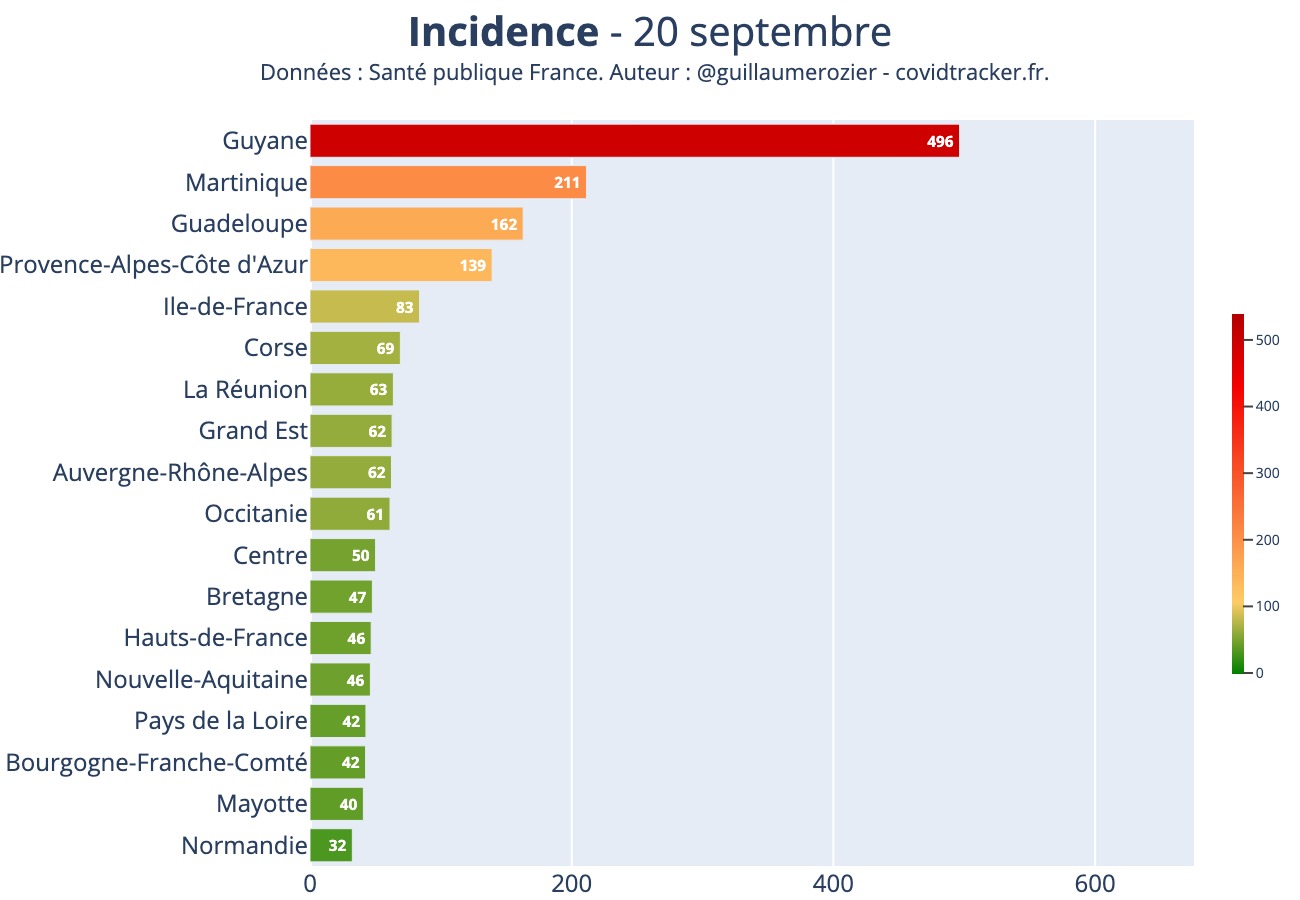 Incidence - 20 septembre
Données : Santé publique France. Auteur : @guillaumerozier - covidtracker.fr.
Guyane 496
Martinique 211
Guadeloupe 162
Provence-Alpes-Côte d'Azur 139
Ile-de-France 83
Corse 69
La Réunion 63
Grand Est 62
Auvergne-Rhône-Alpes 62
Occitanie 61
Centre 50
Bretagne 47
Hauts-de-France 46
Nouvelle-Aquitaine 46
Pays de la Loire 42
Bourgogne-Franche-Comté 42
Mayotte 40
Normandie 32
0 200 400 600
500
400
300
200
100
0